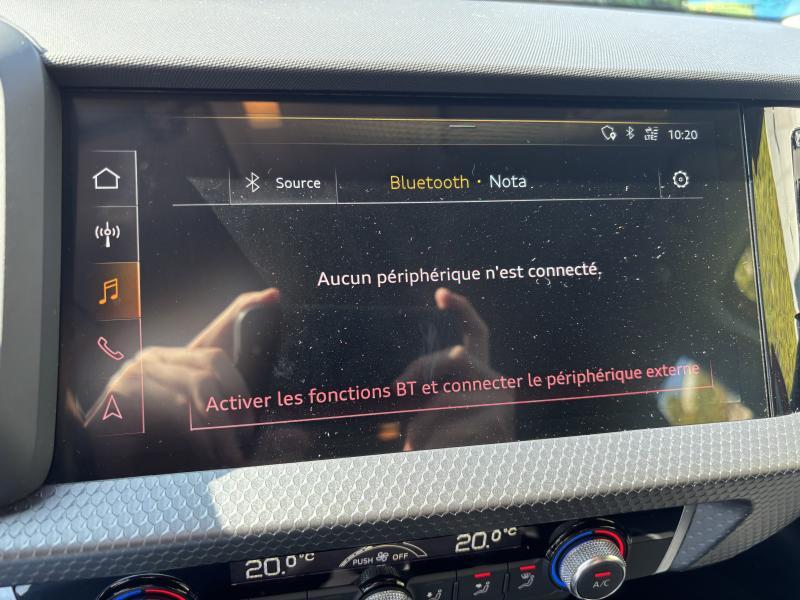 LTE 10:20
Source Bluetooth · Nota
Aucun périphérique n'est connecté.
Activer les fonctions BT et connecter le périphérique externe
20.0 °C PUSH OFF 20.0 °C
A/C